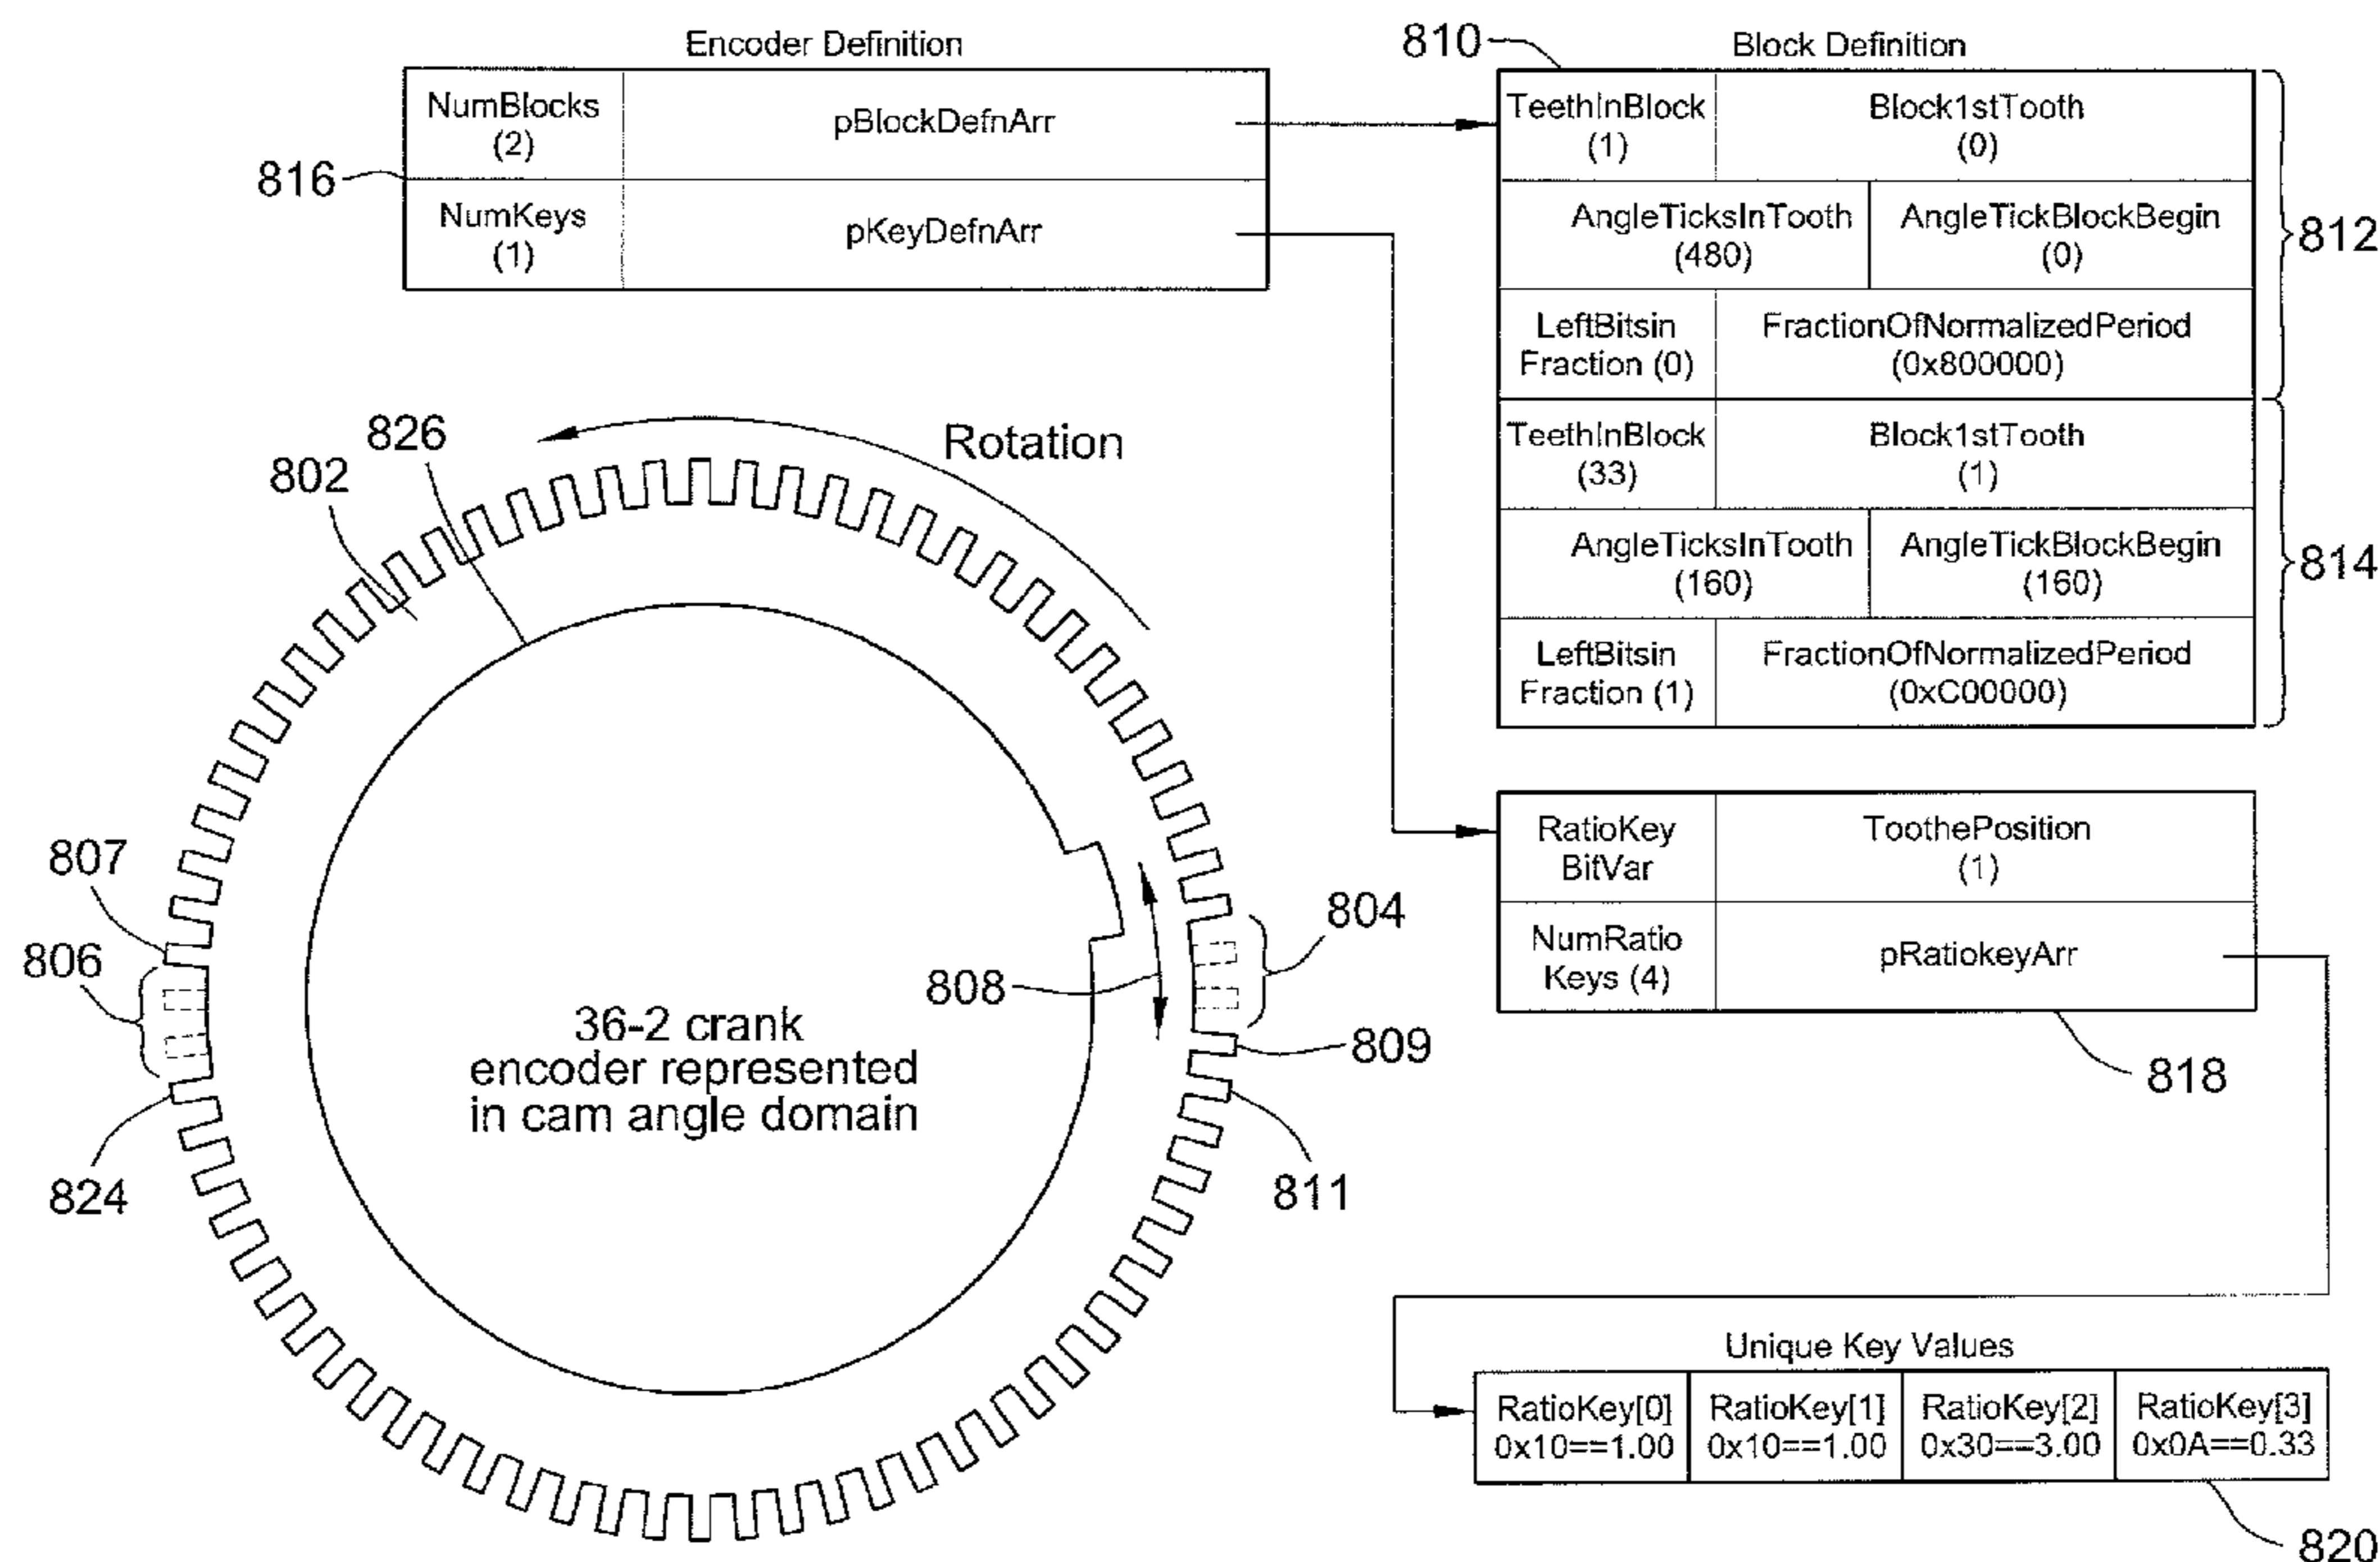 Encoder Definition
NumBlocks
(2)
pBlockDefnArr
816
NumKeys
(1)
pKeyDefnArr
810
Block Definition
TeethInBlock
(1)
Block1stTooth
(0)
AngleTicksInTooth
(480)
AngleTickBlockBegin
(0)
812
LeftBitsin
Fraction (0)
FractionOfNormalizedPeriod
(0x800000)
TeethInBlock
(33)
Block1stTooth
(1)
AngleTicksInTooth
(160)
AngleTickBlockBegin
(160)
814
LeftBitsin
Fraction (1)
FractionOfNormalizedPeriod
(0xC00000)
826
802
Rotation
807
806
824
804
808
809
811
36-2 crank
encoder represented
in cam angle domain
RatioKey
BitVar
ToothePosition
(1)
NumRatio
Keys (4)
pRatiokeyArr
818
Unique Key Values
RatioKey[0]
0x10==1.00
RatioKey[1]
0x10==1.00
RatioKey[2]
0x30==3.00
RatioKey[3]
0x0A==0.33
820